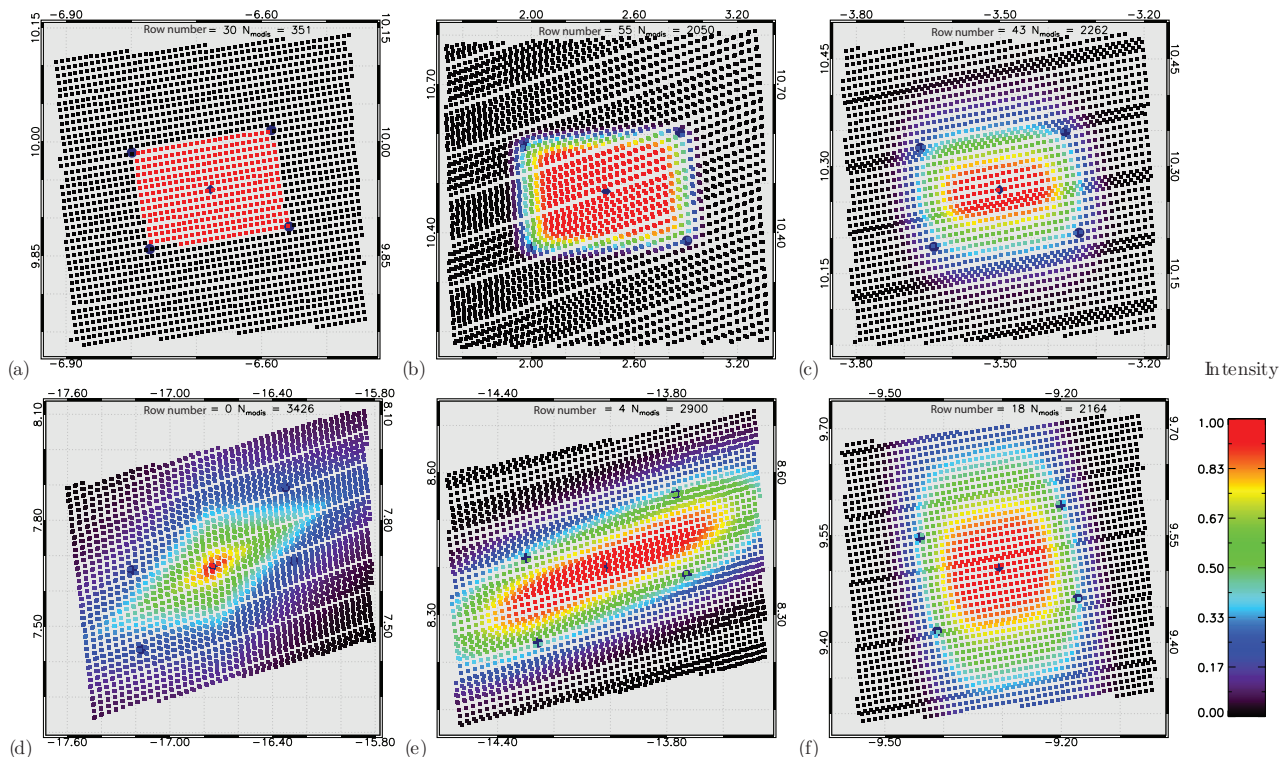 −6.90 −6.60
10.15 Row number = 30 N_modis = 351 10.15
10.00 10.00
9.85 9.85
−6.90 −6.60
(a)
2.00 2.60 3.20
Row number = 55 N_modis = 2050
10.70 10.70
10.40 10.40
2.00 2.60 3.20
(b)
−3.80 −3.50 −3.20
Row number = 43 N_modis = 2262
10.45 10.45
10.30 10.30
10.15 10.15
−3.80 −3.50 −3.20
(c)
−17.60 −17.00 −16.40 −15.80
8.10 Row number = 0 N_modis = 3426 8.10
7.80 7.80
7.50 7.50
−17.60 −17.00 −16.40 −15.80
(d)
−14.40 −13.80
Row number = 4 N_modis = 2900
8.60 8.60
8.30 8.30
−14.40 −13.80
(e)
−9.50 −9.20
Row number = 18 N_modis = 2164
9.70 9.70
9.55 9.55
9.40 9.40
−9.50 −9.20
(f)
Intensity
1.00
0.83
0.67
0.50
0.33
0.17
0.00